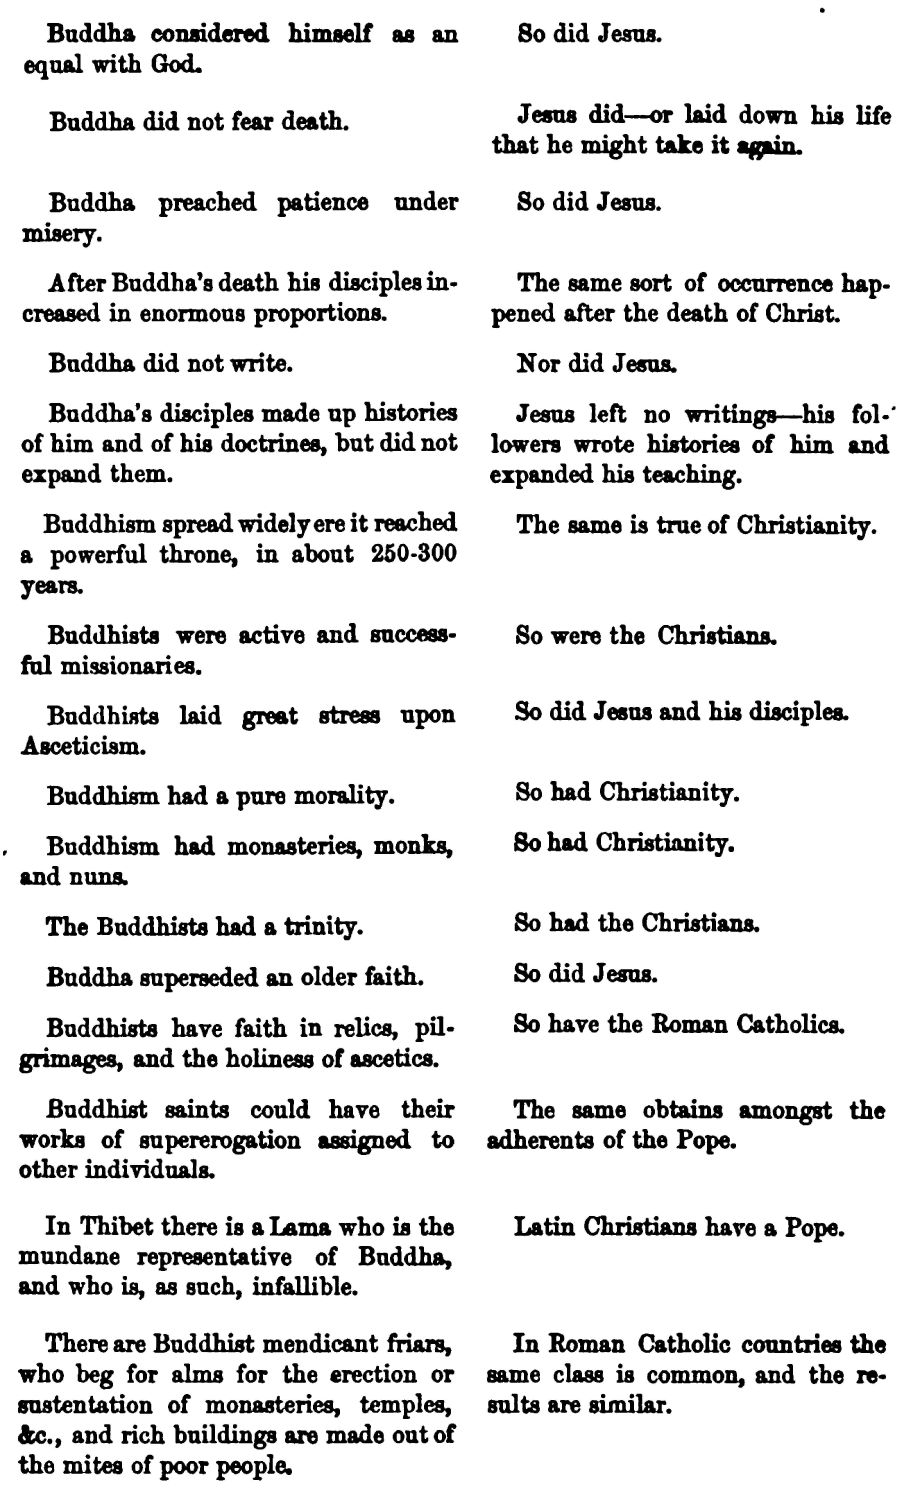 Buddha considered himself as an
equal with God.
So did Jesus.
Buddha did not fear death.
Jesus did—or laid down his life
that he might take it again.
Buddha preached patience under
misery.
So did Jesus.
After Buddha's death his disciples in-
creased in enormous proportions.
The same sort of occurrence hap-
pened after the death of Christ.
Buddha did not write.
Nor did Jesus.
Buddha's disciples made up histories
of him and of his doctrines, but did not
expand them.
Jesus left no writings—his fol-
lowers wrote histories of him and
expanded his teaching.
Buddhism spread widely ere it reached
a powerful throne, in about 250-300
years.
The same is true of Christianity.
Buddhists were active and success-
ful missionaries.
So were the Christians.
Buddhists laid great stress upon
Asceticism.
So did Jesus and his disciples.
Buddhism had a pure morality.
So had Christianity.
Buddhism had monasteries, monks,
and nuns.
So had Christianity.
The Buddhists had a trinity.
So had the Christians.
Buddha superseded an older faith.
So did Jesus.
Buddhists have faith in relics, pil-
grimages, and the holiness of ascetics.
So have the Roman Catholics.
Buddhist saints could have their
works of supererogation assigned to
other individuals.
The same obtains amongst the
adherents of the Pope.
In Thibet there is a Lama who is the
mundane representative of Buddha,
and who is, as such, infallible.
Latin Christians have a Pope.
There are Buddhist mendicant friars,
who beg for alms for the erection or
sustentation of monasteries, temples,
&c., and rich buildings are made out of
the mites of poor people.
In Roman Catholic countries the
same class is common, and the re-
sults are similar.